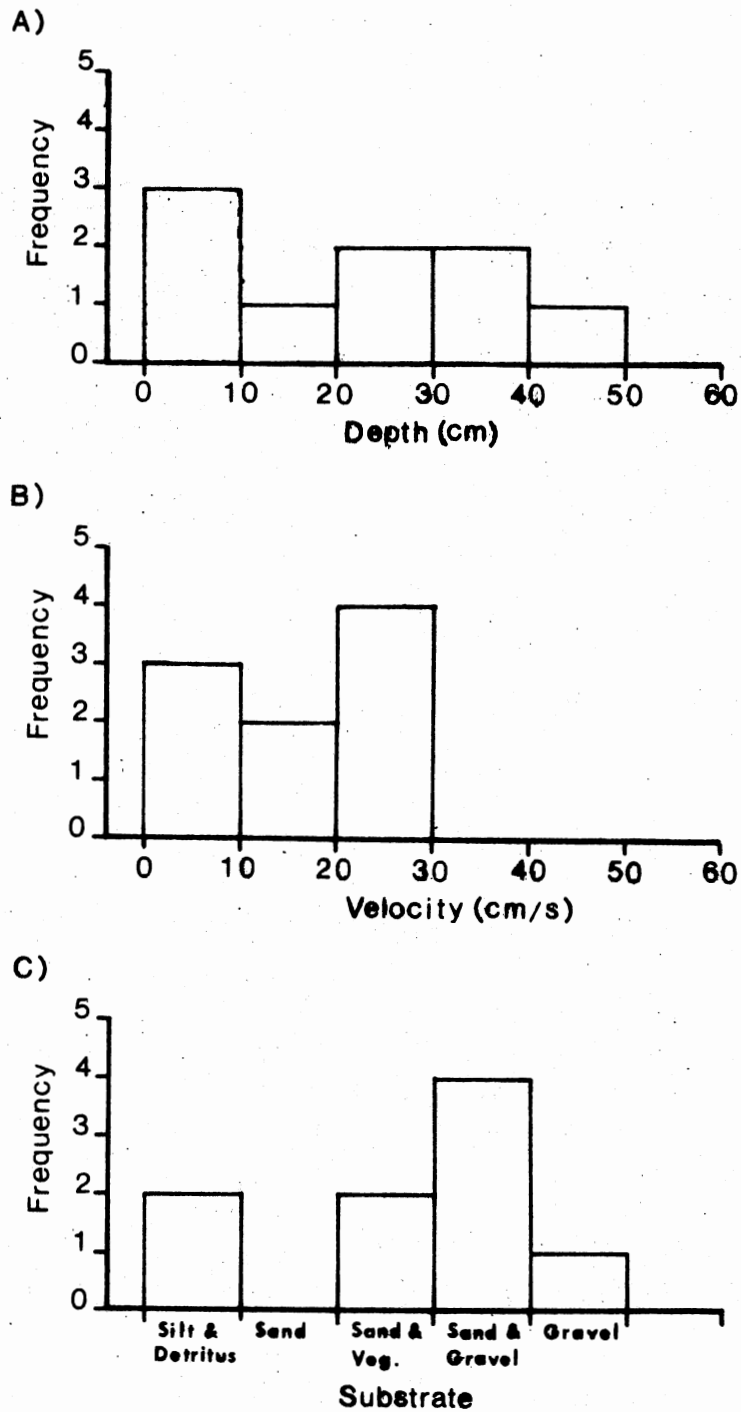 A)
Frequency
5
4
3
2
1
0
0 10 20 30 40 50 60
Depth (cm)
B)
Frequency
5
4
3
2
1
0
0 10 20 30 40 50 60
Velocity (cm/s)
C)
Frequency
5
4
3
2
1
0
Silt & Sand Sand & Sand & Gravel
Detritus Veg. Gravel
Substrate